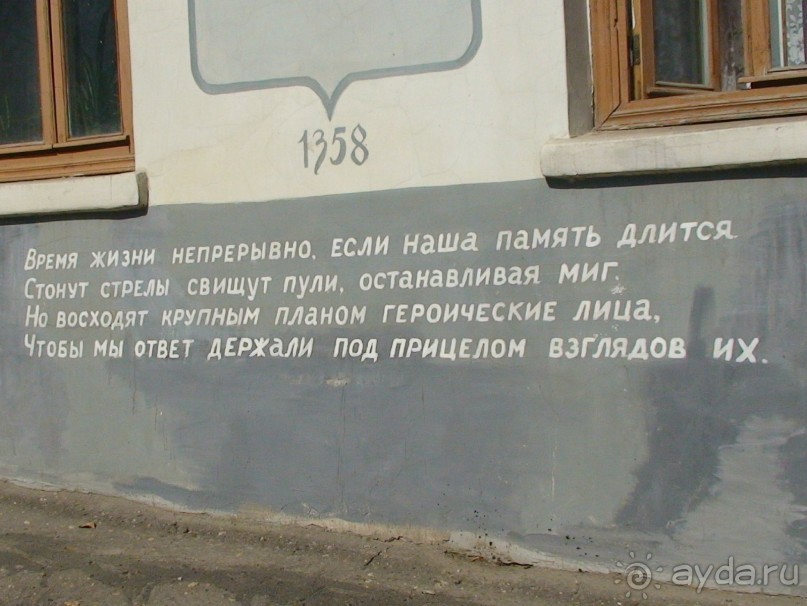 1358
Время жизни непрерывно, если наша память длится.
Стонут стрелы свищут пули, останавливая миг.
Но восходят крупным планом героические лица,
Чтобы мы ответ держали под прицелом взглядов их.
ayda.ru